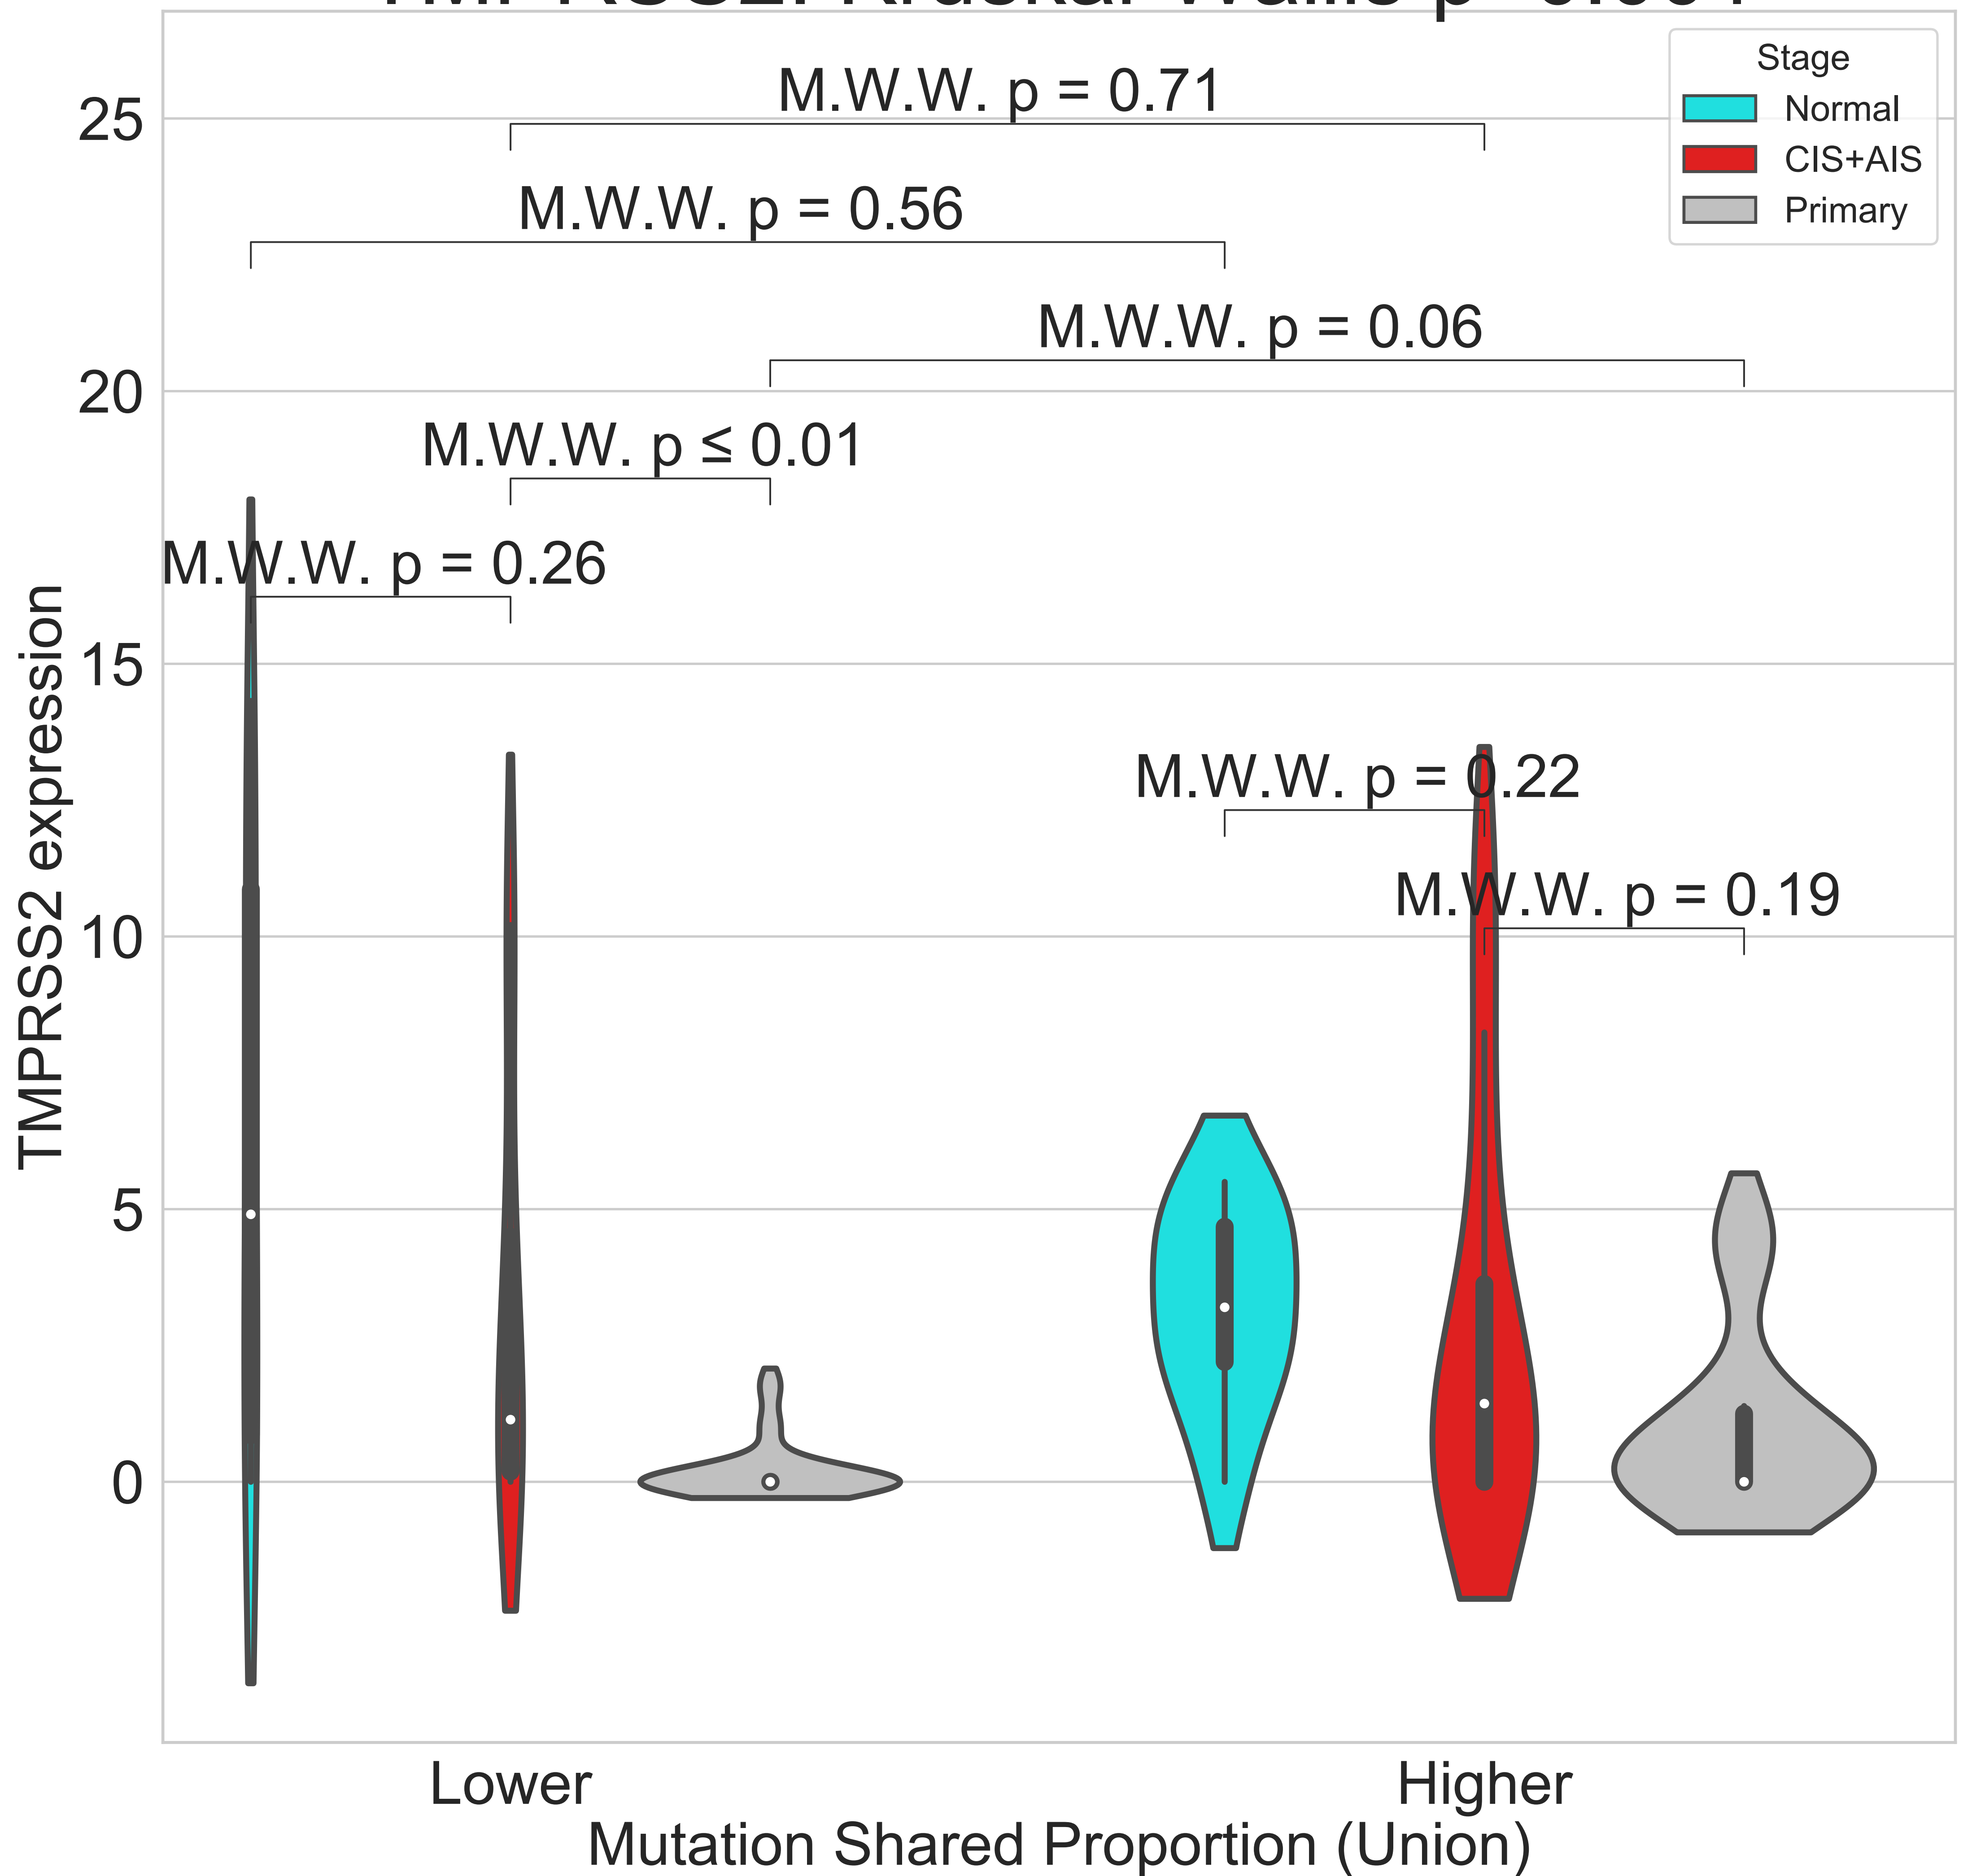 Stage
Normal
CIS+AIS
Primary
M.W.W. p = 0.71
M.W.W. p = 0.56
M.W.W. p = 0.06
M.W.W. p ≤ 0.01
M.W.W. p = 0.26
M.W.W. p = 0.22
M.W.W. p = 0.19
25
20
15
10
5
0
TMPRSS2 expression
Lower
Higher
Mutation Shared Proportion (Union)